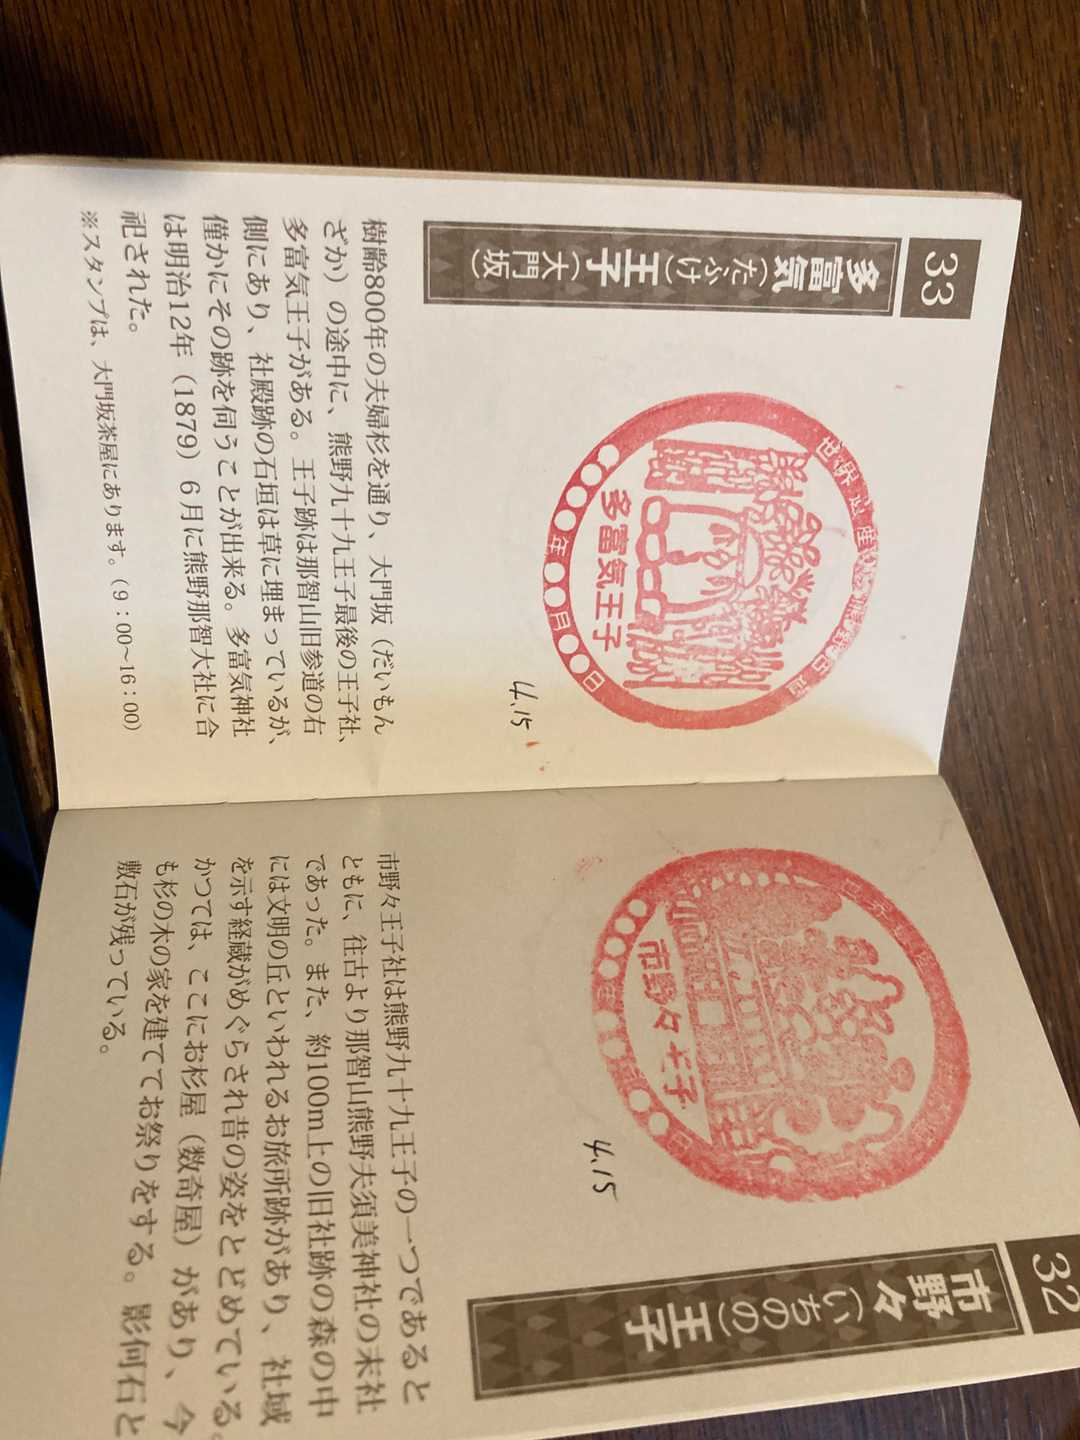 33
多富気（たふけ）王子（大門坂）
世界遺産 熊野古道
多富気王子
年 月 日
4.15
樹齢800年の夫婦杉を通り、大門坂（だいもん
ざか）の途中に、熊野九十九王子最後の王子社、
多富気王子がある。王子跡は那智山旧参道の右
側にあり、社殿跡の石垣は草に埋まっているが、
僅かにその跡を伺うことが出来る。多富気神社
は明治12年（1879）6月に熊野那智大社に合
祀された。
※スタンプは、大門坂茶屋にあります。（9：00〜16：00）
32
市野々（いちのの）王子
市野々王子
4.15
市野々王子社は熊野九十九王子の一つであると
ともに、往古より那智山熊野夫須美神社の末社
であった。また、約100m上の旧社跡の森の中
には文明の丘といわれるお旅所跡があり、社域
を示す経蔵がめぐらされ昔の姿をとどめている。
かつては、ここにお杉屋（数奇屋）があり、今
も杉の木の家を建ててお祭りをする。影何石と
敷石が残っている。